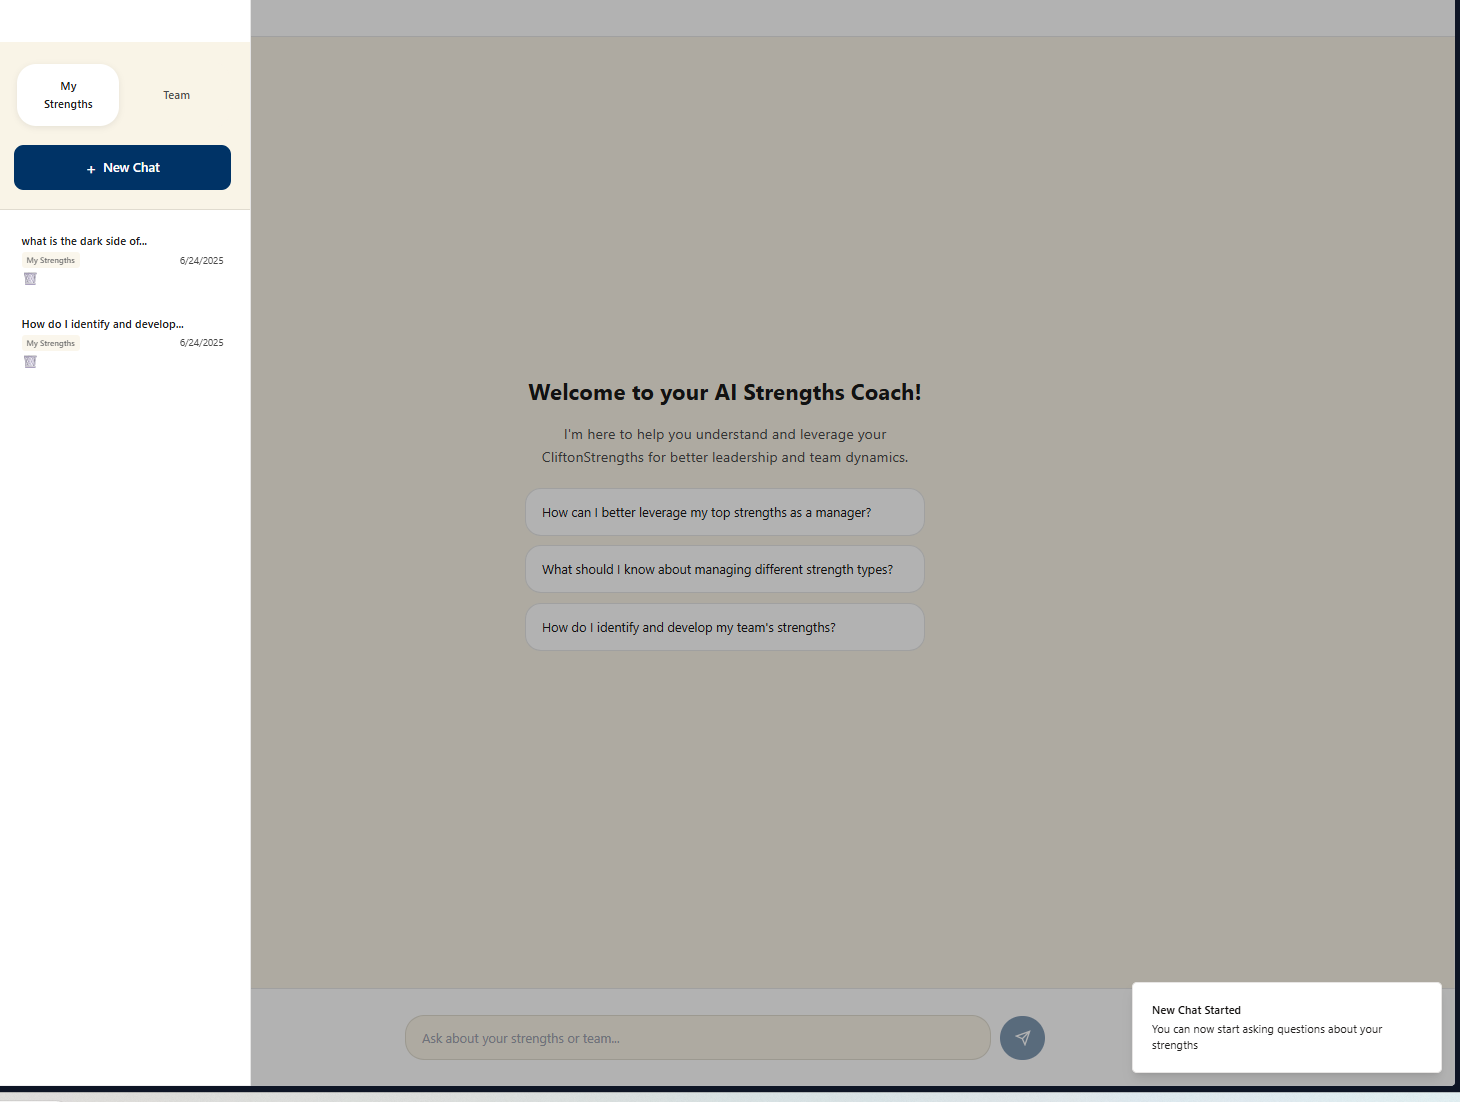 My
Strengths
Team
+ New Chat
what is the dark side of...
My Strengths
6/24/2025
How do I identify and develop...
My Strengths
6/24/2025
Welcome to your AI Strengths Coach!
I'm here to help you understand and leverage your
CliftonStrengths for better leadership and team dynamics.
How can I better leverage my top strengths as a manager?
What should I know about managing different strength types?
How do I identify and develop my team's strengths?
Ask about your strengths or team...
New Chat Started
You can now start asking questions about your
strengths